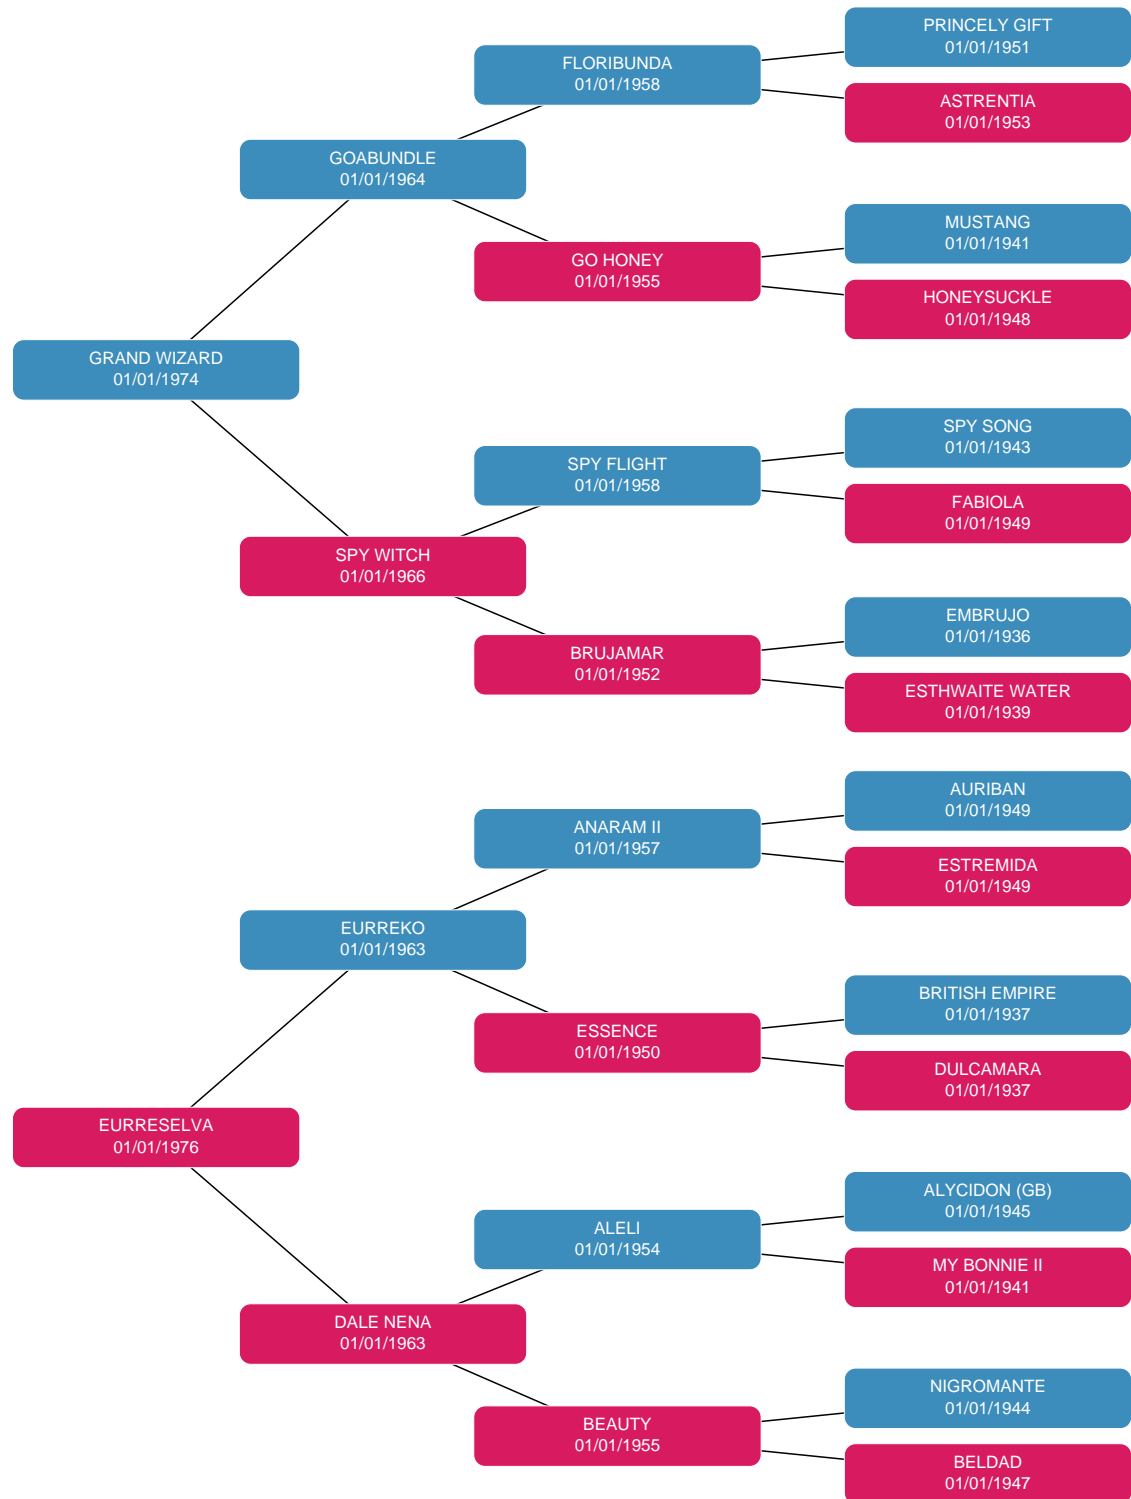 PRINCELY GIFT
01/01/1951
FLORIBUNDA
01/01/1958
ASTRENTIA
01/01/1953
GOABUNDLE
01/01/1964
MUSTANG
01/01/1941
GO HONEY
01/01/1955
HONEYSUCKLE
01/01/1948
GRAND WIZARD
01/01/1974
SPY SONG
01/01/1943
SPY FLIGHT
01/01/1958
FABIOLA
01/01/1949
SPY WITCH
01/01/1966
EMBRUJO
01/01/1936
BRUJAMAR
01/01/1952
ESTHWAITE WATER
01/01/1939
AURIBAN
01/01/1949
ANARAM II
01/01/1957
ESTREMIDA
01/01/1949
EURREKO
01/01/1963
BRITISH EMPIRE
01/01/1937
ESSENCE
01/01/1950
DULCAMARA
01/01/1937
EURRESELVA
01/01/1976
ALYCIDON (GB)
01/01/1945
ALELI
01/01/1954
MY BONNIE II
01/01/1941
DALE NENA
01/01/1963
NIGROMANTE
01/01/1944
BEAUTY
01/01/1955
BELDAD
01/01/1947